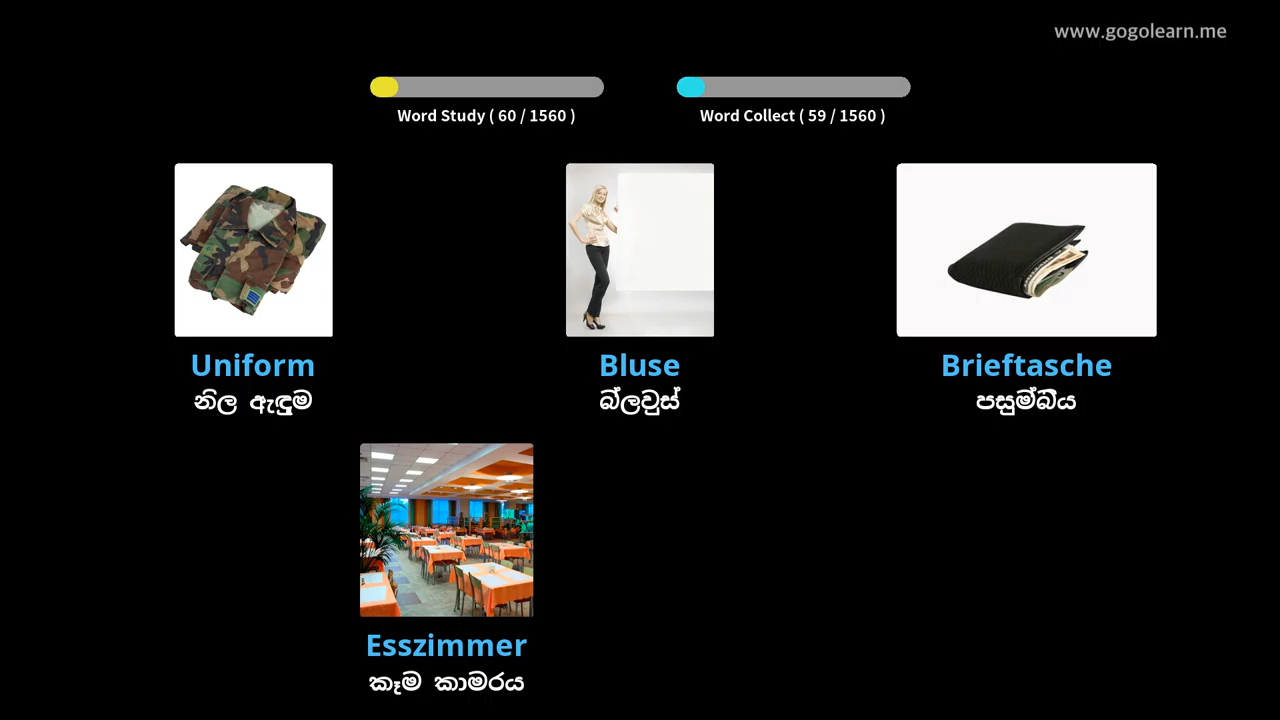 www.gogolearn.me
Word Study ( 60 / 1560 )
Word Collect ( 59 / 1560 )
Uniform
නිල ඇඳුම
Bluse
බ්ලවුස්
Brieftasche
පසුම්බිය
Esszimmer
කෑම කාමරය